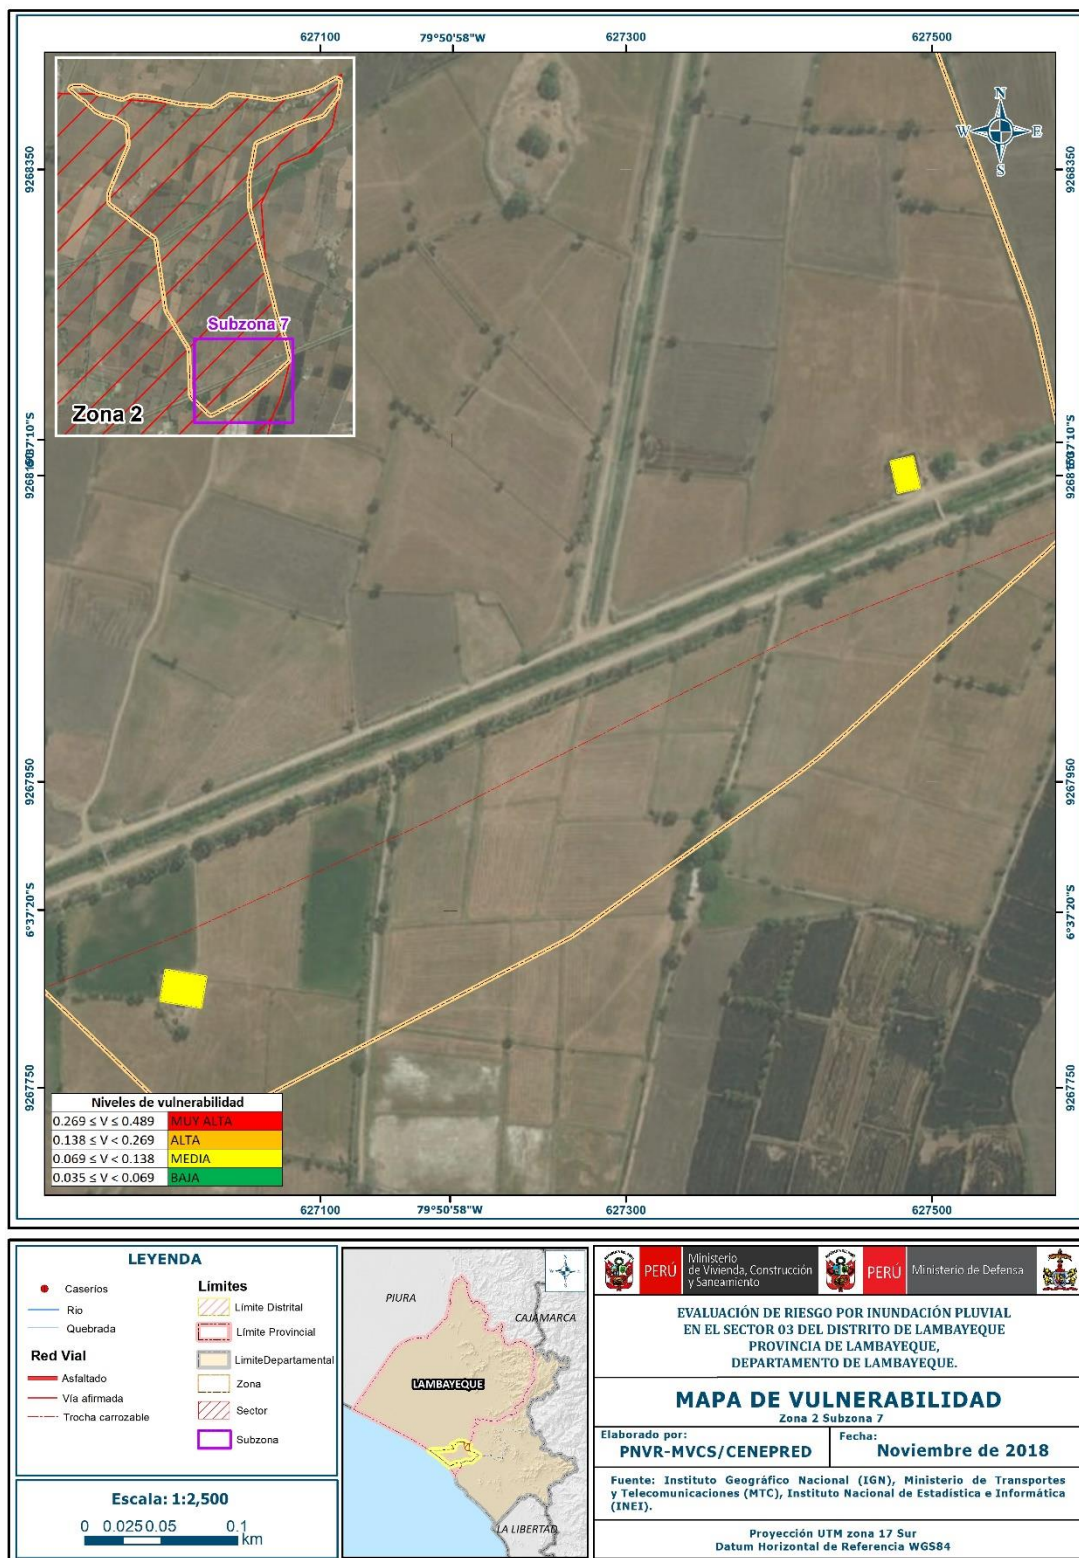 627100
79°50'58"W
627300
627500
N
W
E
S
9268350
9268350
Subzona 7
Zona 2
9268150
9268150
9267950
9267950
6°37'20"S
6°37'20"S
9267750
9267750
Niveles de vulnerabilidad
0.269 ≤ V ≤ 0.489 MUY ALTA
0.138 ≤ V < 0.269 ALTA
0.069 ≤ V < 0.138 MEDIA
0.035 ≤ V < 0.069 BAJA
627100
79°50'58"W
627300
627500
LEYENDA
Caseríos
Rio
Quebrada
Red Vial
Asfaltado
Vía afirmada
Trocha carrozable
Límites
Límite Distrital
Límite Provincial
LimiteDepartamental
Zona
Sector
Subzona
Escala: 1:2,500
0 0.025 0.05 0.1
km
PIURA
CAJAMARCA
LAMBAYEQUE
LA LIBERTAD
PERÚ
Ministerio
de Vivienda, Construcción
y Saneamiento
PERÚ
Ministerio de Defensa
EVALUACIÓN DE RIESGO POR INUNDACIÓN PLUVIAL
EN EL SECTOR 03 DEL DISTRITO DE LAMBAYEQUE
PROVINCIA DE LAMBAYEQUE,
DEPARTAMENTO DE LAMBAYEQUE.
MAPA DE VULNERABILIDAD
Zona 2 Subzona 7
Elaborado por:
PNVR-MVCS/CENEPRED
Fecha:
Noviembre de 2018
Fuente: Instituto Geográfico Nacional (IGN), Ministerio de Transportes
y Telecomunicaciones (MTC), Instituto Nacional de Estadística e Informática
(INEI).
Proyección UTM zona 17 Sur
Datum Horizontal de Referencia WGS84